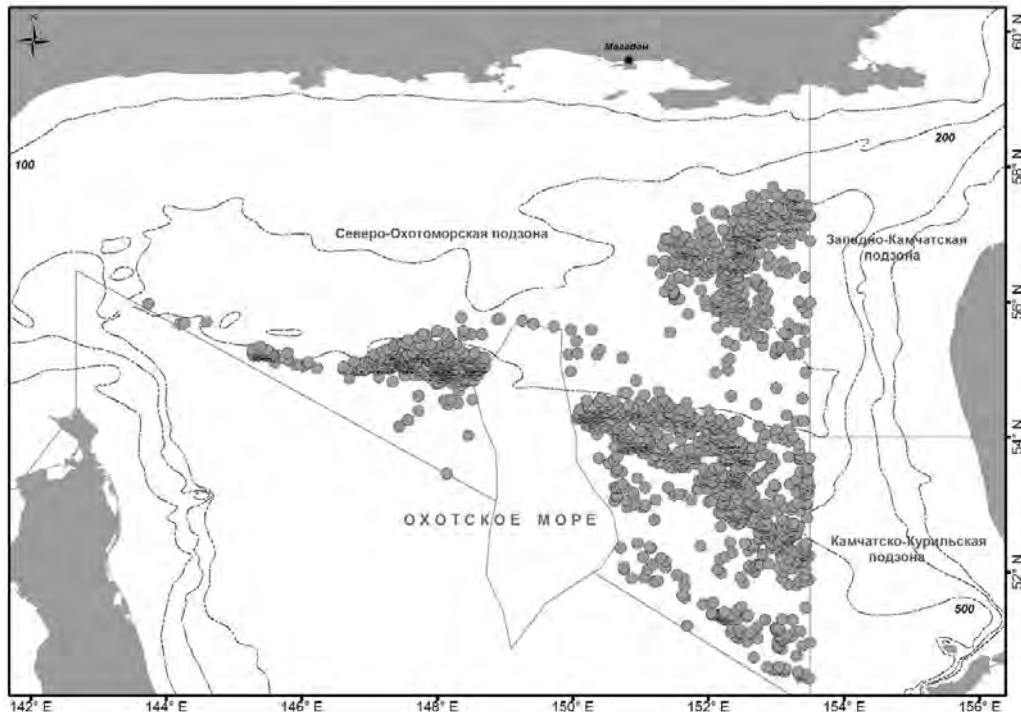 Магадан
60° N
100
200
58° N
Северо-Охотоморская подзона
Западно-Камчатская
подзона
56° N
54° N
ОХОТСКОЕ МОРЕ
Камчатско-Курильская
подзона
52° N
500
142° E
144° E
146° E
148° E
150° E
152° E
154° E
156° E